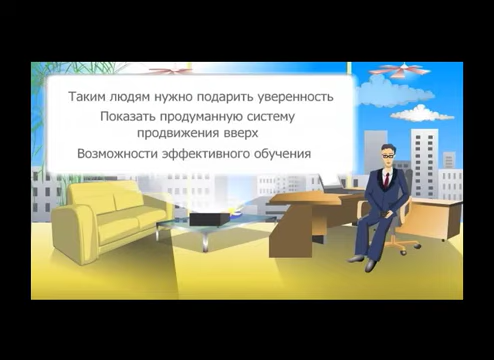 Таким людям нужно подарить уверенность
Показать продуманную систему
продвижения вверх
Возможности эффективного обучения